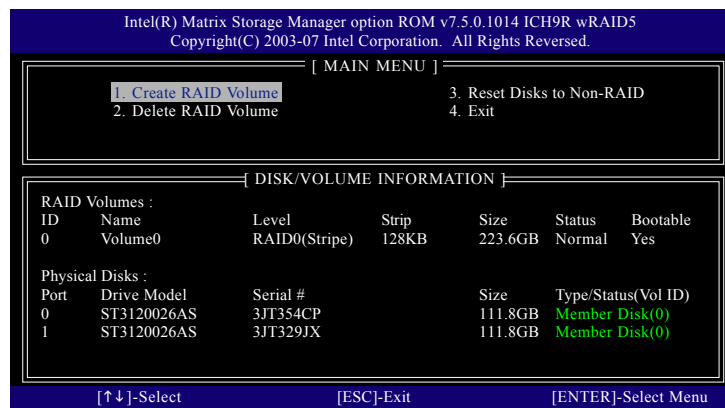 Intel(R) Matrix Storage Manager option ROM v7.5.0.1014 ICH9R wRAID5
Copyright(C) 2003-07 Intel Corporation. All Rights Reversed.
[ MAIN MENU ]
1. Create RAID Volume 3. Reset Disks to Non-RAID
2. Delete RAID Volume 4. Exit
[ DISK/VOLUME INFORMATION ]
RAID Volumes :
ID Name Level Strip Size Status Bootable
0 Volume0 RAID0(Stripe) 128KB 223.6GB Normal Yes
Physical Disks :
Port Drive Model Serial # Size Type/Status(Vol ID)
0 ST3120026AS 3JT354CP 111.8GB Member Disk(0)
1 ST3120026AS 3JT329JX 111.8GB Member Disk(0)
[↑↓]-Select [ESC]-Exit [ENTER]-Select Menu